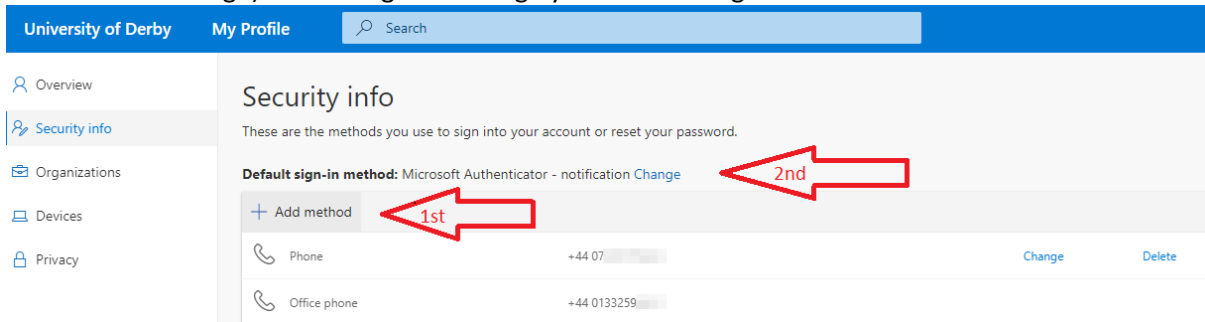 University of Derby My Profile Search
Overview
Security info
Organizations
Devices
Privacy
Security info
These are the methods you use to sign into your account or reset your password.
Default sign-in method: Microsoft Authenticator - notification Change 2nd
+ Add method 1st
Phone +44 07 Change Delete
Office phone +44 0133259